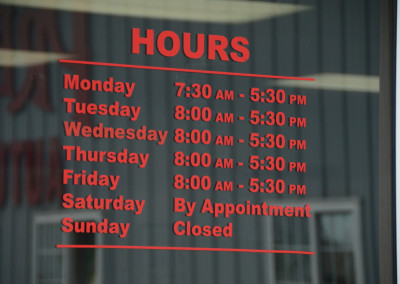 HOURS
Monday 7:30 AM - 5:30 PM
Tuesday 8:00 AM - 5:30 PM
Wednesday 8:00 AM - 5:30 PM
Thursday 8:00 AM - 5:30 PM
Friday 8:00 AM - 5:30 PM
Saturday By Appointment
Sunday Closed